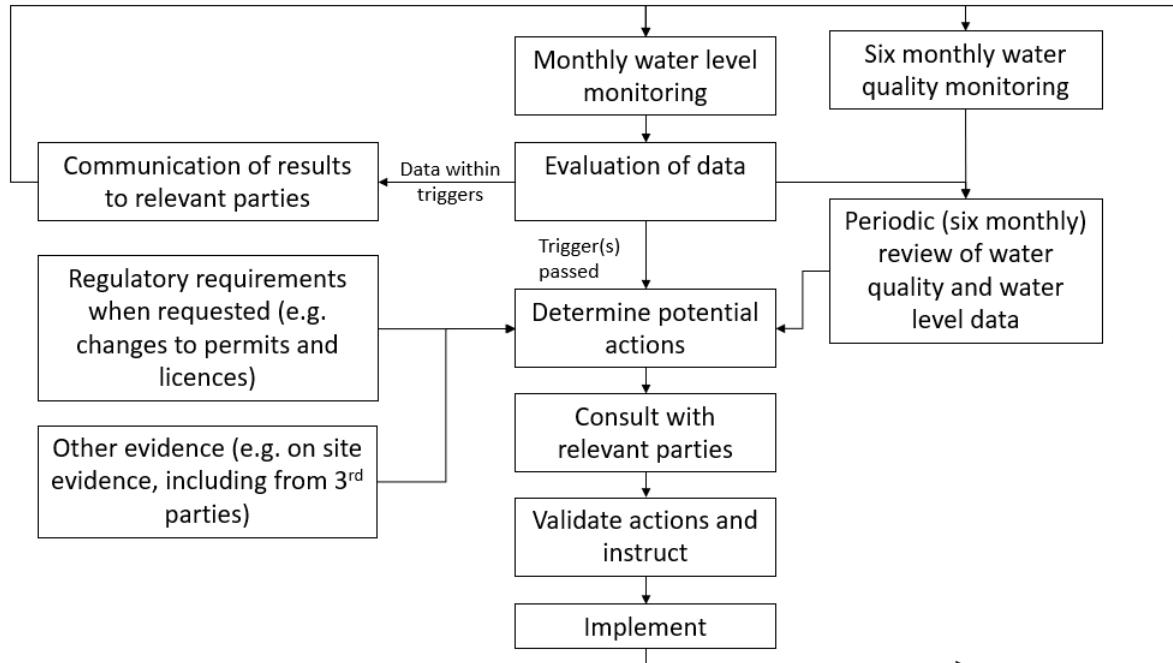 Monthly water level
monitoring
Six monthly water
quality monitoring
Communication of results
to relevant parties
Data within
triggers
Evaluation of data
Periodic (six monthly)
review of water
quality and water
level data
Trigger(s)
passed
Regulatory requirements
when requested (e.g.
changes to permits and
licences)
Determine potential
actions
Other evidence (e.g. on site
evidence, including from 3rd
parties)
Consult with
relevant parties
Validate actions and
instruct
Implement